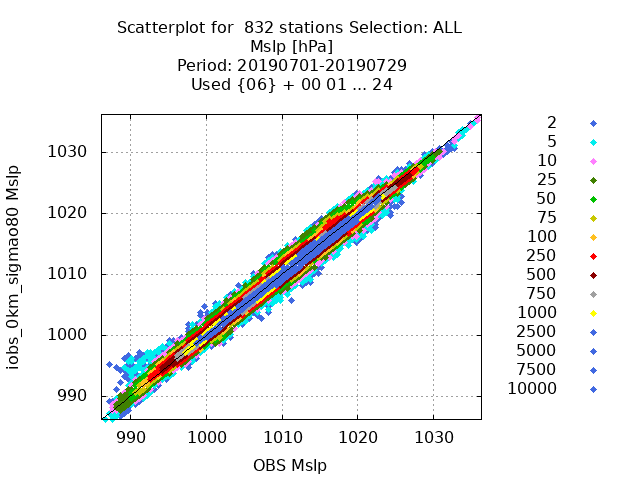 Scatterplot for 832 stations Selection: ALL
Mslp [hPa]
Period: 20190701-20190729
Used {06} + 00 01 ... 24
iobs_0km_sigmao80 Mslp
1030
1020
1010
1000
990
990 1000 1010 1020 1030
OBS Mslp
2
5
10
25
50
75
100
250
500
750
1000
2500
5000
7500
10000